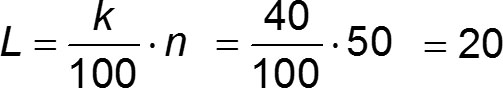 L = k/100 · n = 40/100 · 50 = 20